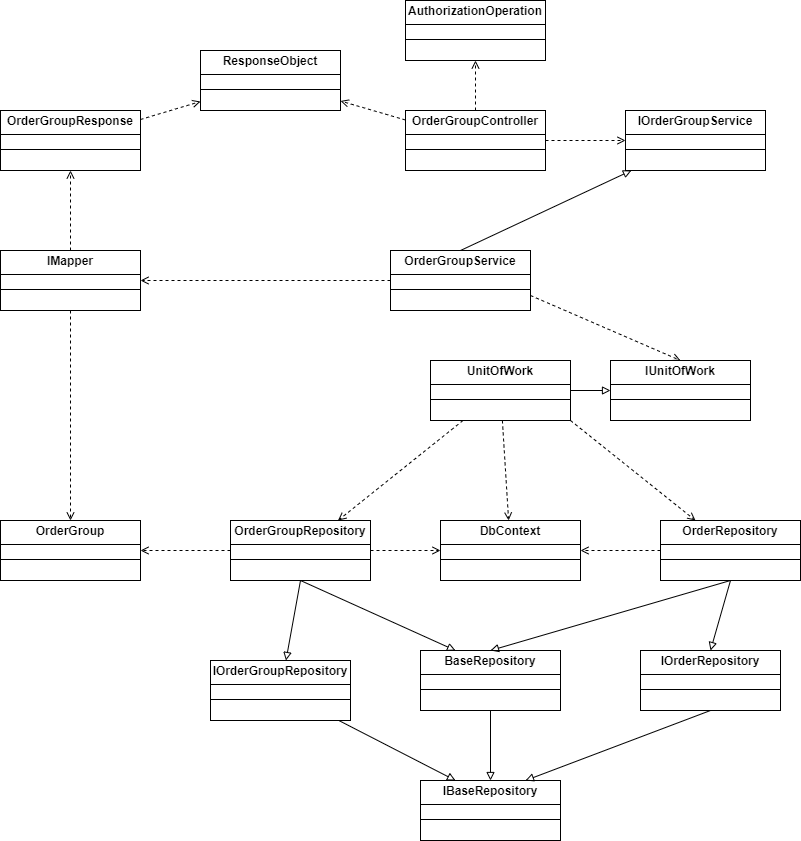 AuthorizationOperation
ResponseObject
OrderGroupResponse
OrderGroupController
IOrderGroupService
IMapper
OrderGroupService
UnitOfWork
IUnitOfWork
OrderGroup
OrderGroupRepository
DbContext
OrderRepository
IOrderGroupRepository
BaseRepository
IOrderRepository
IBaseRepository